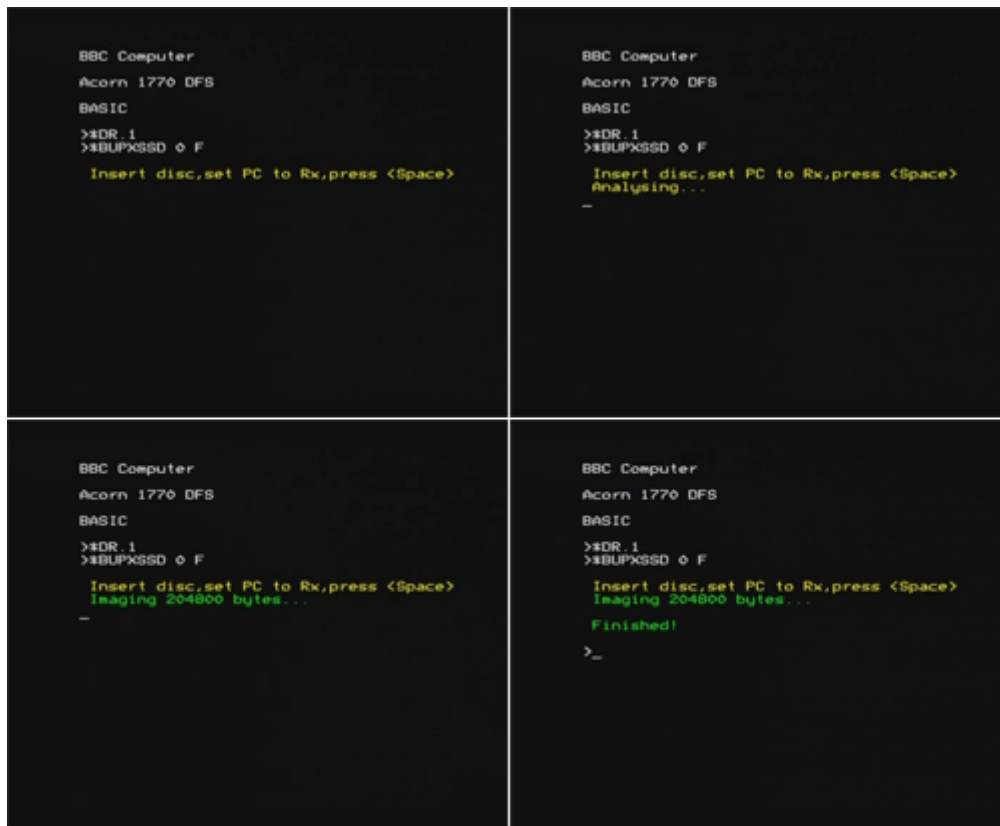 BBC Computer
Acorn 1770 DFS
BASIC
>*DR.1
>*BUPXSSD 0 F
Insert disc,set PC to Rx,press <Space>
BBC Computer
Acorn 1770 DFS
BASIC
>*DR.1
>*BUPXSSD 0 F
Insert disc,set PC to Rx,press <Space>
Analysing...
_
BBC Computer
Acorn 1770 DFS
BASIC
>*DR.1
>*BUPXSSD 0 F
Insert disc,set PC to Rx,press <Space>
Imaging 204800 bytes...
_
BBC Computer
Acorn 1770 DFS
BASIC
>*DR.1
>*BUPXSSD 0 F
Insert disc,set PC to Rx,press <Space>
Imaging 204800 bytes...
Finished!
>_